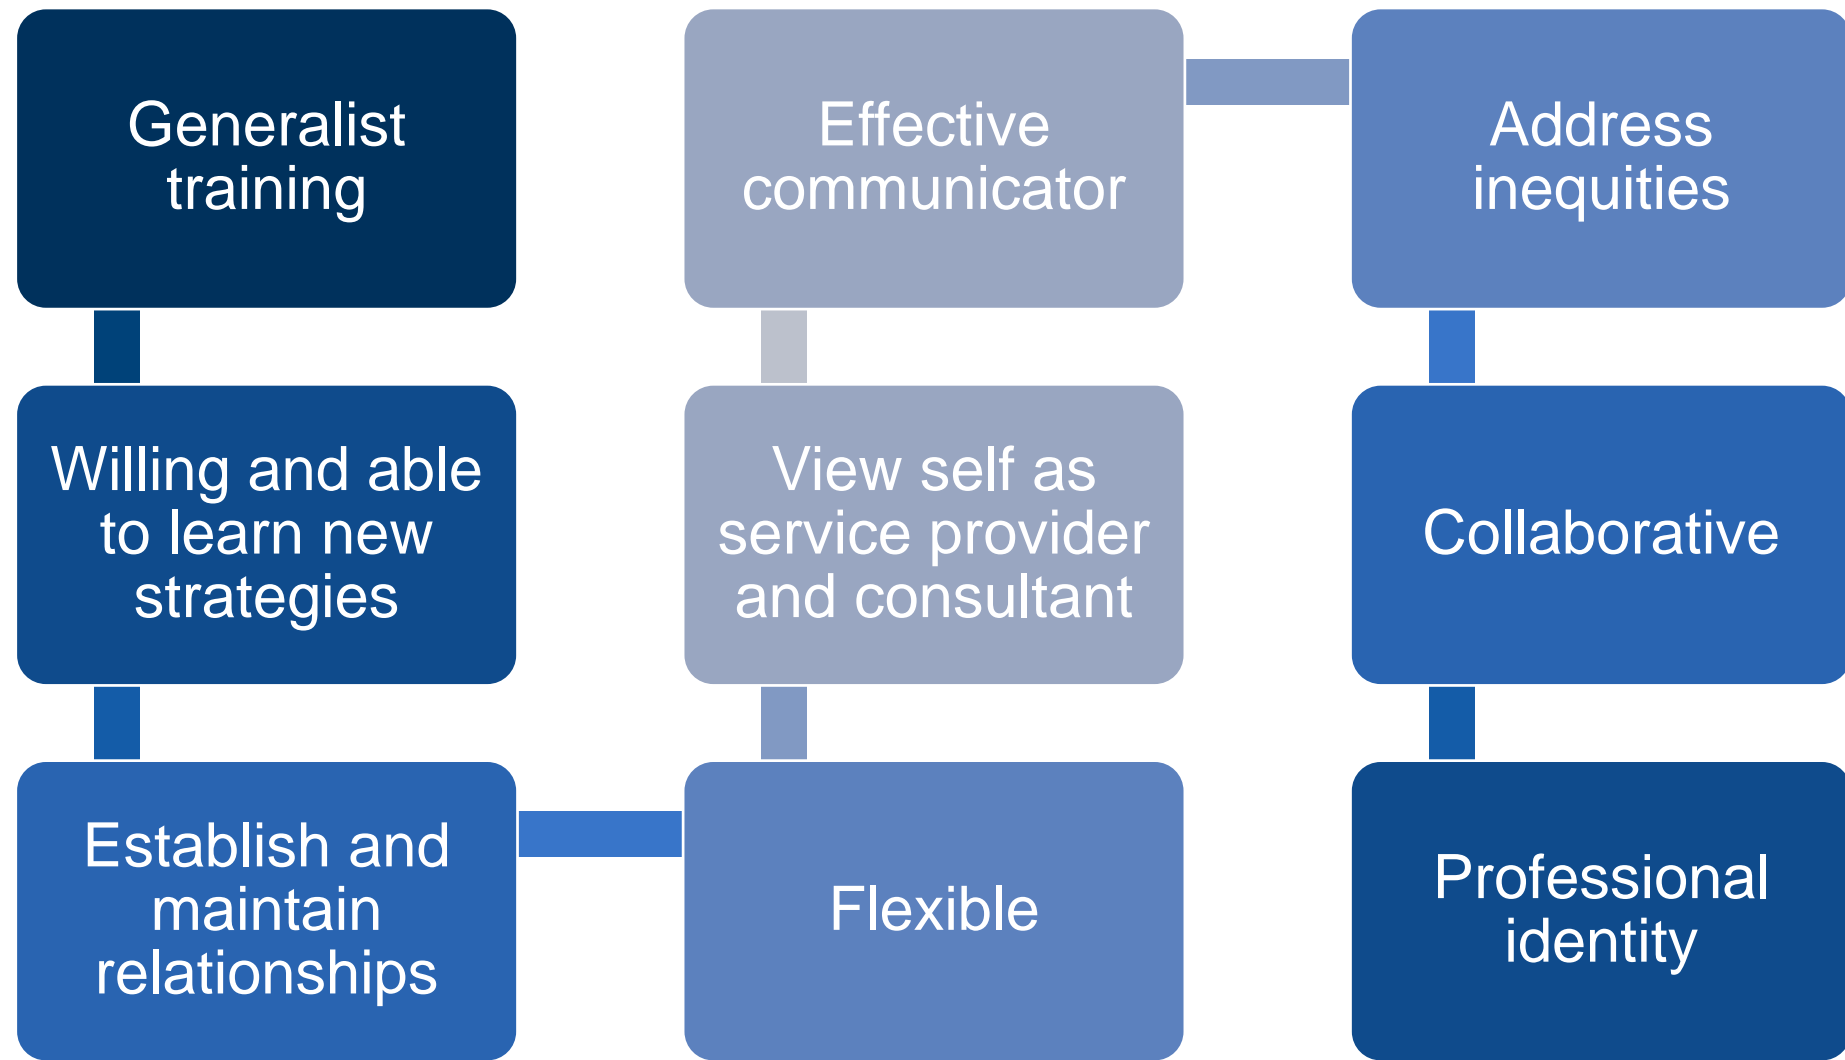 Generalist
training
Willing and able
to learn new
strategies
Establish and
maintain
relationships
Flexible
View self as
service provider
and consultant
Effective
communicator
Address
inequities
Collaborative
Professional
identity